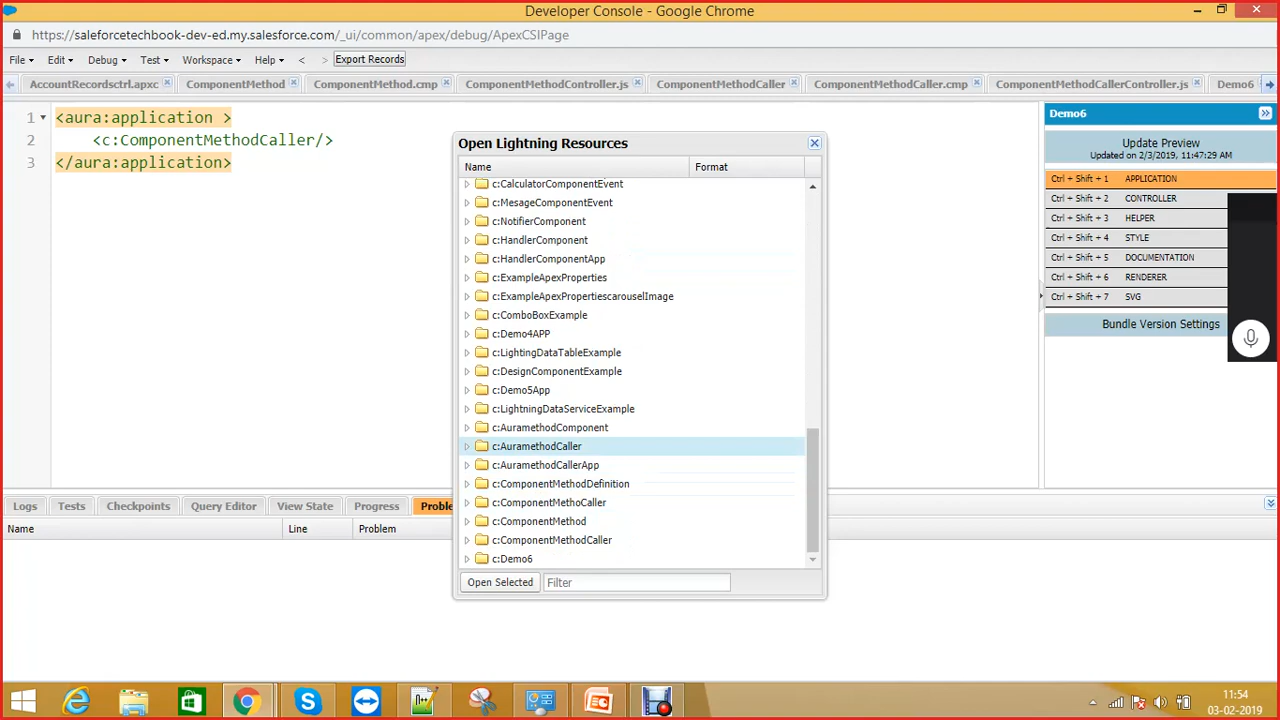 Developer Console - Google Chrome
https://saleforcetechbook-dev-ed.my.salesforce.com/_ui/common/apex/debug/ApexCSIPage
File Edit Debug Test Workspace Help < > Export Records
AccountRecordsctrl.apxc ComponentMethod ComponentMethod.cmp ComponentMethodController.js ComponentMethodCaller ComponentMethodCaller.cmp ComponentMethodCallerController.js Demo6
1 <aura:application >
2 <c:ComponentMethodCaller/>
3 </aura:application>
Open Lightning Resources
Name Format
c:CalculatorComponentEvent
c:MesageComponentEvent
c:NotifierComponent
c:HandlerComponent
c:HandlerComponentApp
c:ExampleApexProperties
c:ExampleApexPropertiescarouselImage
c:ComboBoxExample
c:Demo4APP
c:LightingDataTableExample
c:DesignComponentExample
c:Demo5App
c:LightningDataServiceExample
c:AuramethodComponent
c:AuramethodCaller
c:AuramethodCallerApp
c:ComponentMethodDefinition
c:ComponentMethoCaller
c:ComponentMethod
c:ComponentMethodCaller
c:Demo6
Open Selected Filter
Demo6
Update Preview
Updated on 2/3/2019, 11:47:29 AM
Ctrl + Shift + 1 APPLICATION
Ctrl + Shift + 2 CONTROLLER
Ctrl + Shift + 3 HELPER
Ctrl + Shift + 4 STYLE
Ctrl + Shift + 5 DOCUMENTATION
Ctrl + Shift + 6 RENDERER
Ctrl + Shift + 7 SVG
Bundle Version Settings
Logs Tests Checkpoints Query Editor View State Progress Proble
Name Line Problem
11:54
03-02-2019